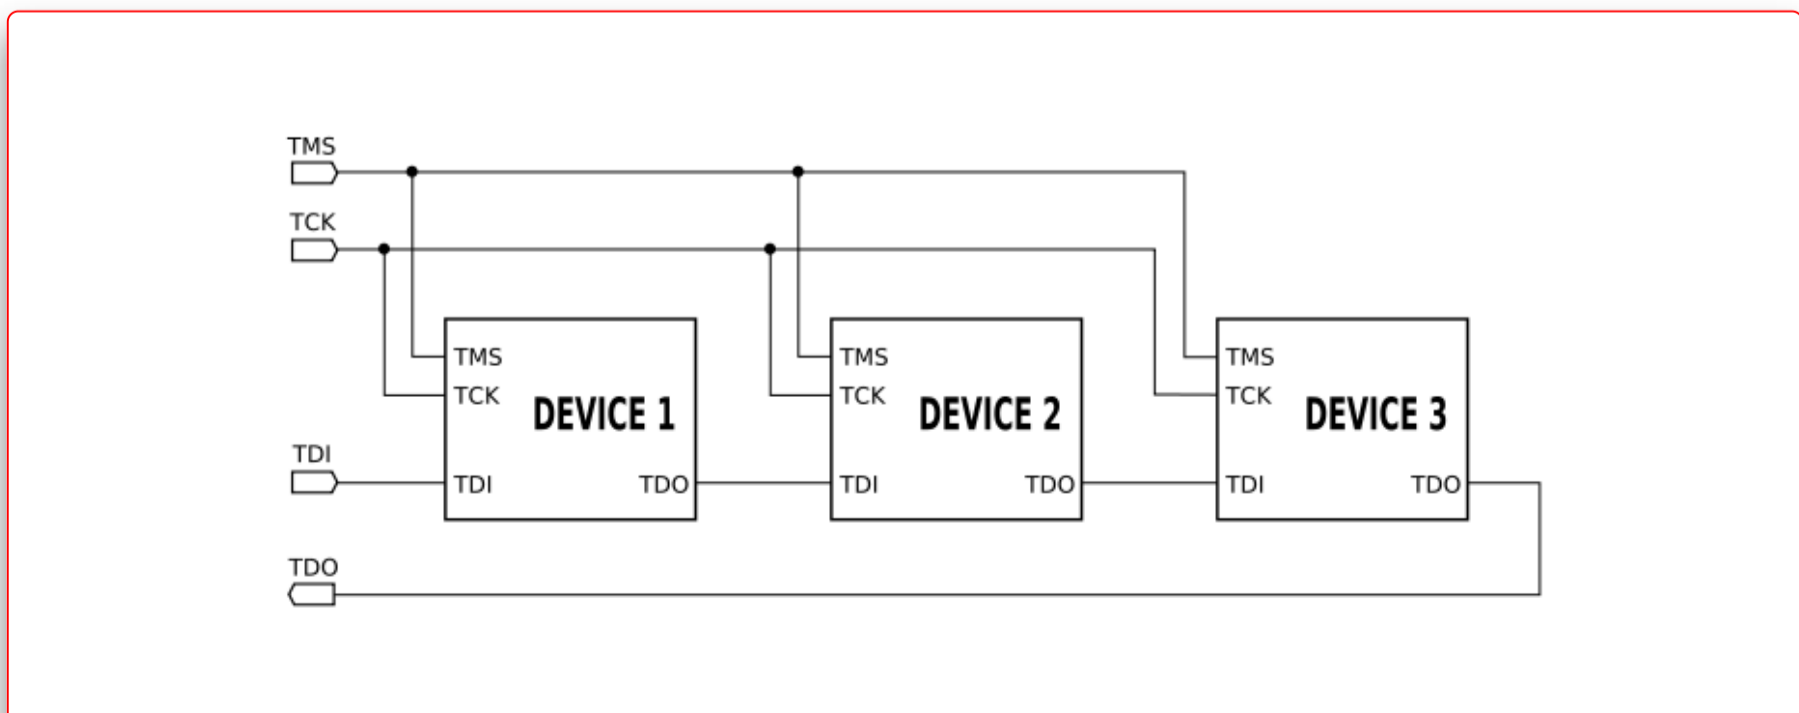 TMS
TCK
TMS
TCK
DEVICE 1
TDI
TDO
TMS
TCK
DEVICE 2
TDI
TDO
TMS
TCK
DEVICE 3
TDI
TDO
TDI
TDO